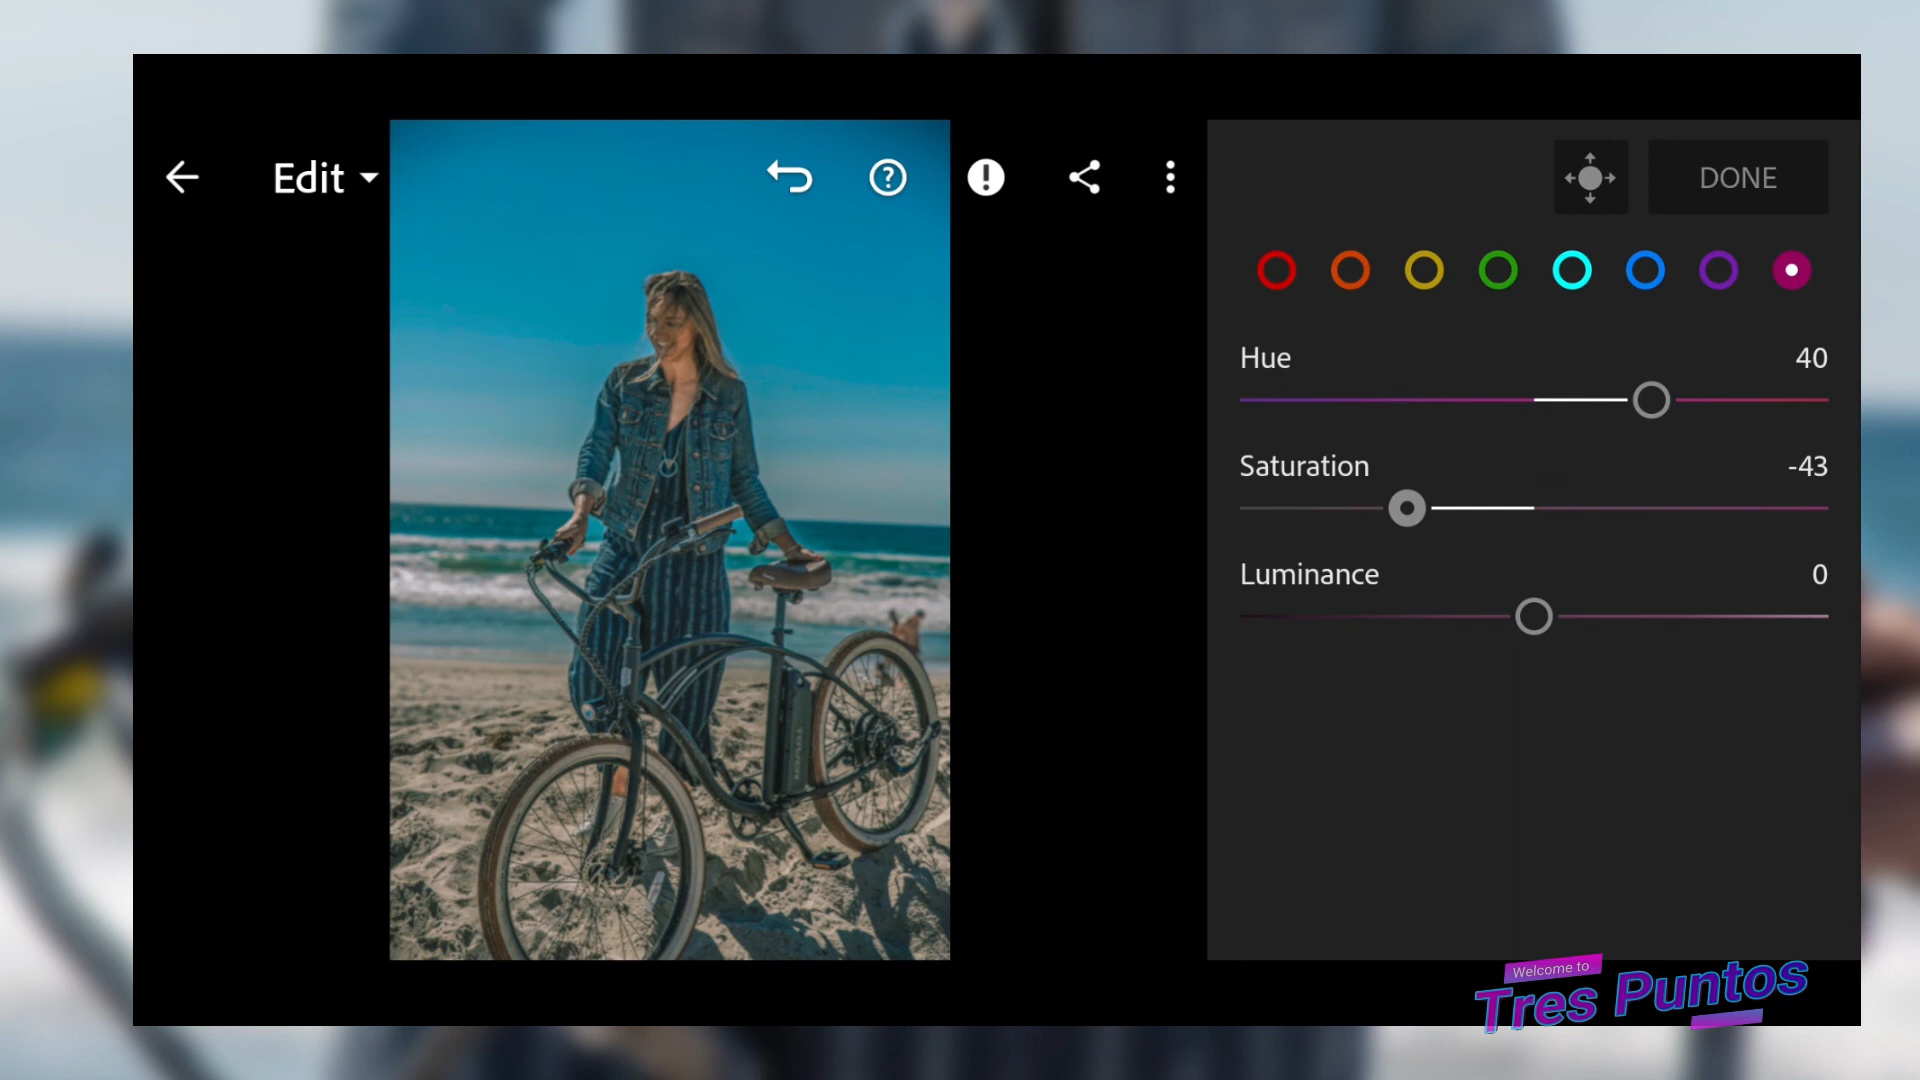 Edit
DONE
Hue
40
Saturation
-43
Luminance
0
Welcome to
Tres Puntos